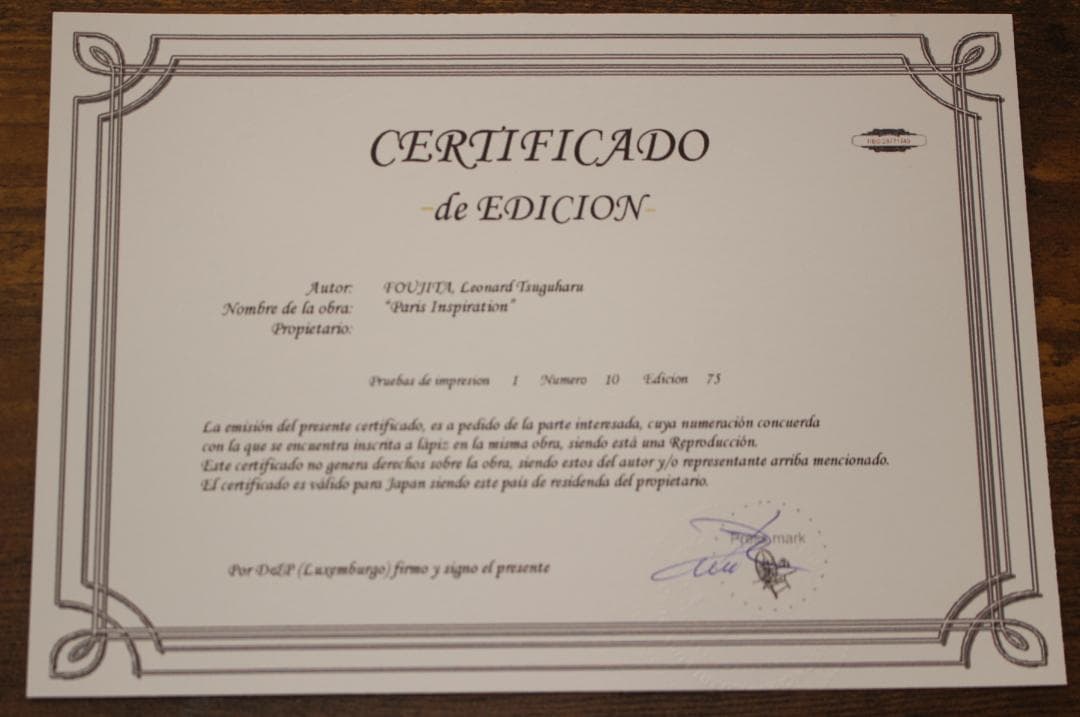 CERTIFICADO
-de EDICION-
Autor: FOUJITA, Leonard Tsuguharu
Nombre de la obra: "Paris Inspiration"
Propietario:
Pruebas de impresion 1 Numero 10 Edicion 75
La emisión del presente certificado, es a pedido de la parte interesada, cuya numeración concuerda
con la que se encuentra inscrita a lápiz en la misma obra, siendo está una Reproducción.
Este certificado no genera derechos sobre la obra, siendo estos del autor y/o representante arriba mencionado.
El certificado es válido para Japan siendo este pais de residenda del propietario.
mark
Por D&P (Luxemburgo) firmo y signo el presente